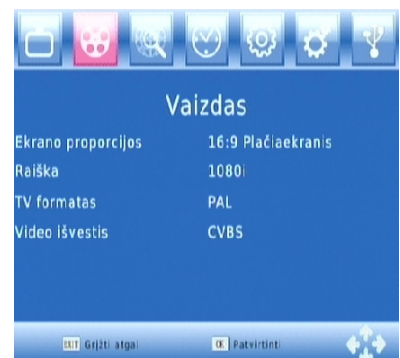 Vaizdas
Ekrano proporcijos 16:9 Plačiaekranis
Raiška 1080i
TV formatas PAL
Video išvestis CVBS
EXIT Grįžti atgal OK Patvirtinti